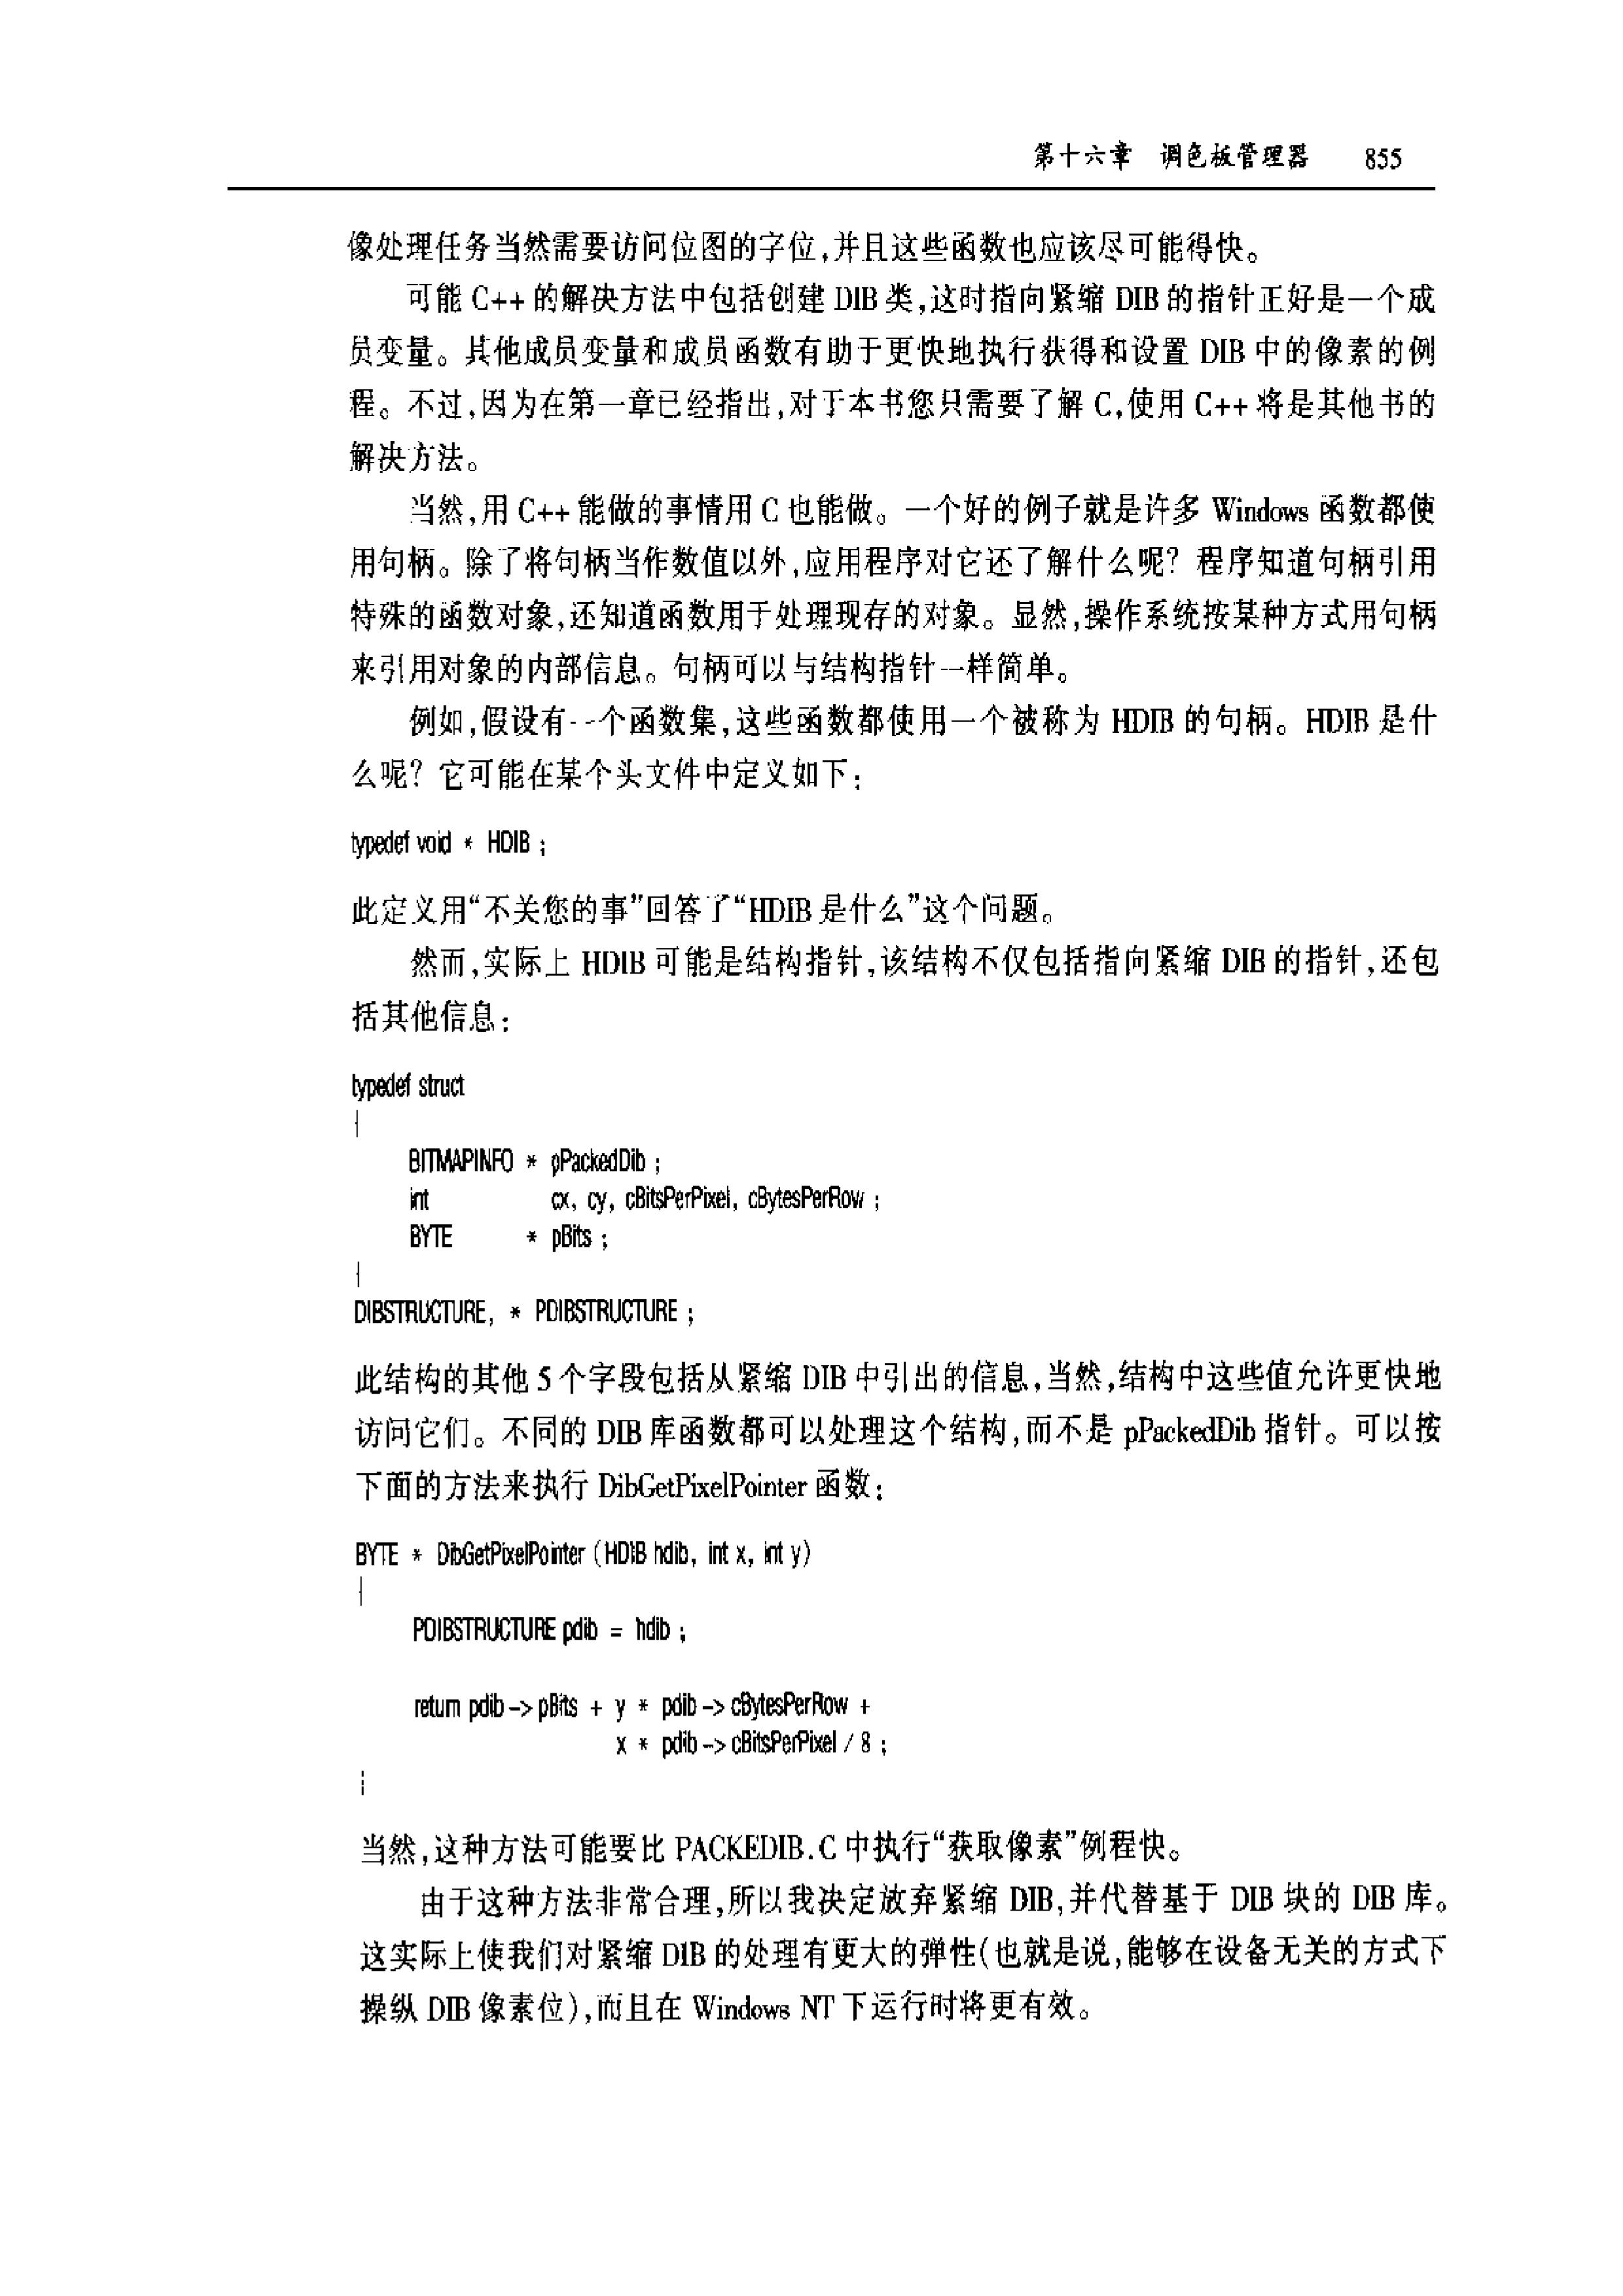 第十六章 调色板管理器 855
像处理任务当然需要访问位图的字位,并且这些函数也应该尽可能得快。
可能 C++ 的解决方法中包括创建 DIB 类,这时指向紧缩 DIB 的指针正好是一个成
员变量。其他成员变量和成员函数有助于更快地执行获得和设置 DIB 中的像素的例
程。不过,因为在第一章已经指出,对于本书您只需要了解 C,使用 C++ 将是其他书的
解决方法。
当然,用 C++ 能做的事情用 C 也能做。一个好的例子就是许多 Windows 函数都使
用句柄。除了将句柄当作数值以外,应用程序对它还了解什么呢? 程序知道句柄引用
特殊的函数对象,还知道函数用于处理现存的对象。显然,操作系统按某种方式用句柄
来引用对象的内部信息。句柄可以与结构指针一样简单。
例如,假设有一个函数集,这些函数都使用一个被称为 HDIB 的句柄。HDIB 是什
么呢? 它可能在某个头文件中定义如下:
typedef void * HDIB ;
此定义用“不关您的事”回答了“HDIB 是什么”这个问题。
然而,实际上 HDIB 可能是结构指针,该结构不仅包括指向紧缩 DIB 的指针,还包
括其他信息:
typedef struct
{
BITMAPINFO * pPackedDib ;
int cx, cy, cBitsPerPixel, cBytesPerRow ;
BYTE * pBits ;
}
DIBSTRUCTURE, * PDIBSTRUCTURE ;
此结构的其他 5 个字段包括从紧缩 DIB 中引出的信息,当然,结构中这些值允许更快地
访问它们。不同的 DIB 库函数都可以处理这个结构,而不是 pPackedDib 指针。可以按
下面的方法来执行 DibGetPixelPointer 函数:
BYTE * DibGetPixelPointer (HDIB hdib, int x, int y)
{
PDIBSTRUCTURE pdib = hdib ;
return pdib -> pBits + y * pdib -> cBytesPerRow +
x * pdib -> cBitsPerPixel / 8 ;
}
当然,这种方法可能要比 PACKEDIB.C 中执行“获取像素”例程快。
由于这种方法非常合理,所以我决定放弃紧缩 DIB,并代替基于 DIB 块的 DIB 库。
这实际上使我们对紧缩 DIB 的处理有更大的弹性(也就是说,能够在设备无关的方式下
操纵 DIB 像素位),而且在 Windows NT 下运行时将更有效。